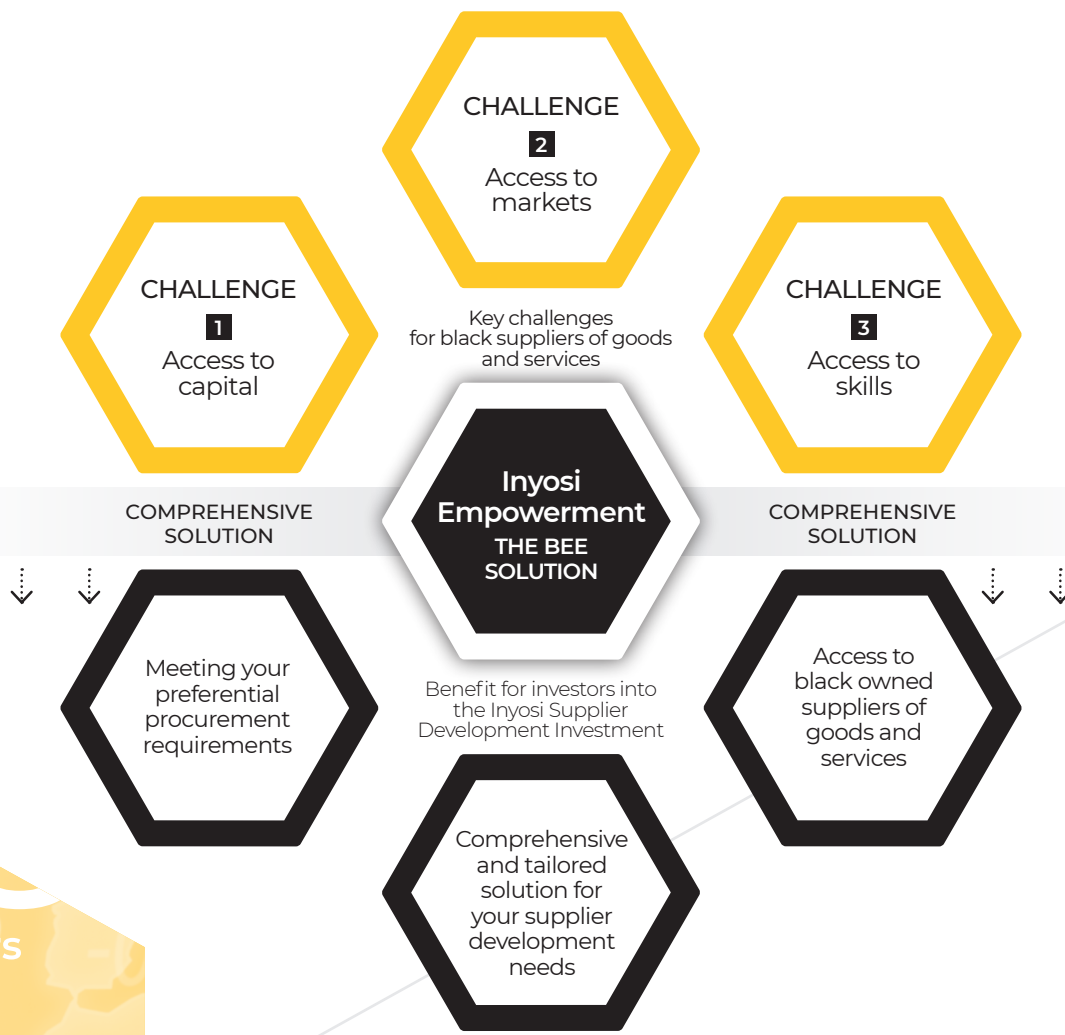 CHALLENGE
2
Access to
markets
CHALLENGE
1
Access to
capital
CHALLENGE
3
Access to
skills
Key challenges
for black suppliers of goods
and services
Inyosi
Empowerment
THE BEE
SOLUTION
COMPREHENSIVE
SOLUTION
COMPREHENSIVE
SOLUTION
Meeting your
preferential
procurement
requirements
Benefit for investors into
the Inyosi Supplier
Development Investment
Access to
black owned
suppliers of
goods and
services
Comprehensive
and tailored
solution for
your supplier
development
needs